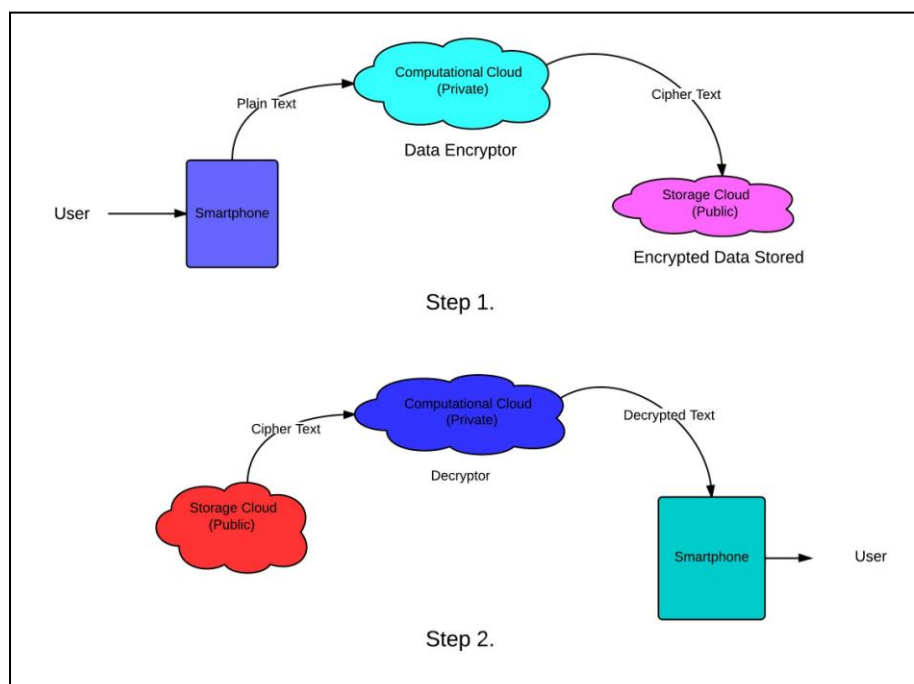 Computational Cloud
(Private)
Plain Text
Cipher Text
Data Encryptor
Storage Cloud
(Public)
User
Smartphone
Encrypted Data Stored
Step 1.
Computational Cloud
(Private)
Cipher Text
Decrypted Text
Decryptor
Storage Cloud
(Public)
Smartphone
User
Step 2.